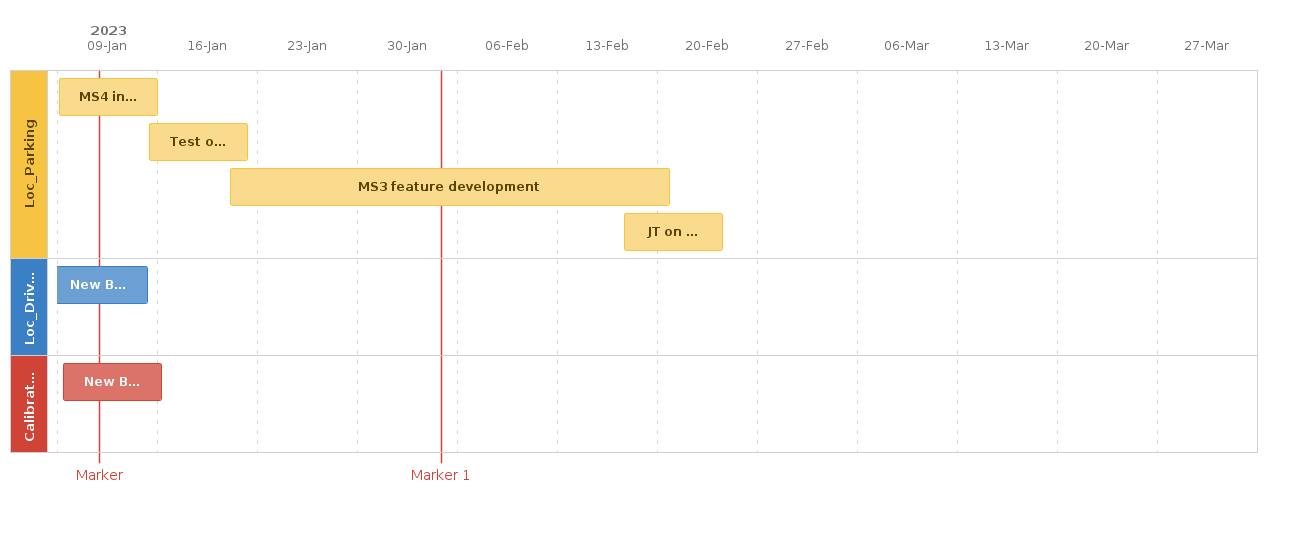 2023
09-Jan 16-Jan 23-Jan 30-Jan 06-Feb 13-Feb 20-Feb 27-Feb 06-Mar 13-Mar 20-Mar 27-Mar
Loc_Parking
MS4 in...
Test o...
MS3 feature development
JT on ...
Loc_Driv...
New B...
Calibrat...
New B...
Marker Marker 1